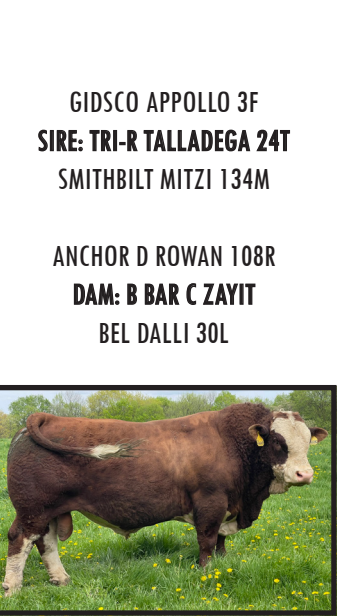 GIDSCO APPOLLO 3F
SIRE: TRI-R TALLADEGA 24T
SMITHBILT MITZI 134M
ANCHOR D ROWAN 108R
DAM: B BAR C ZAYIT
BEL DALLI 30L